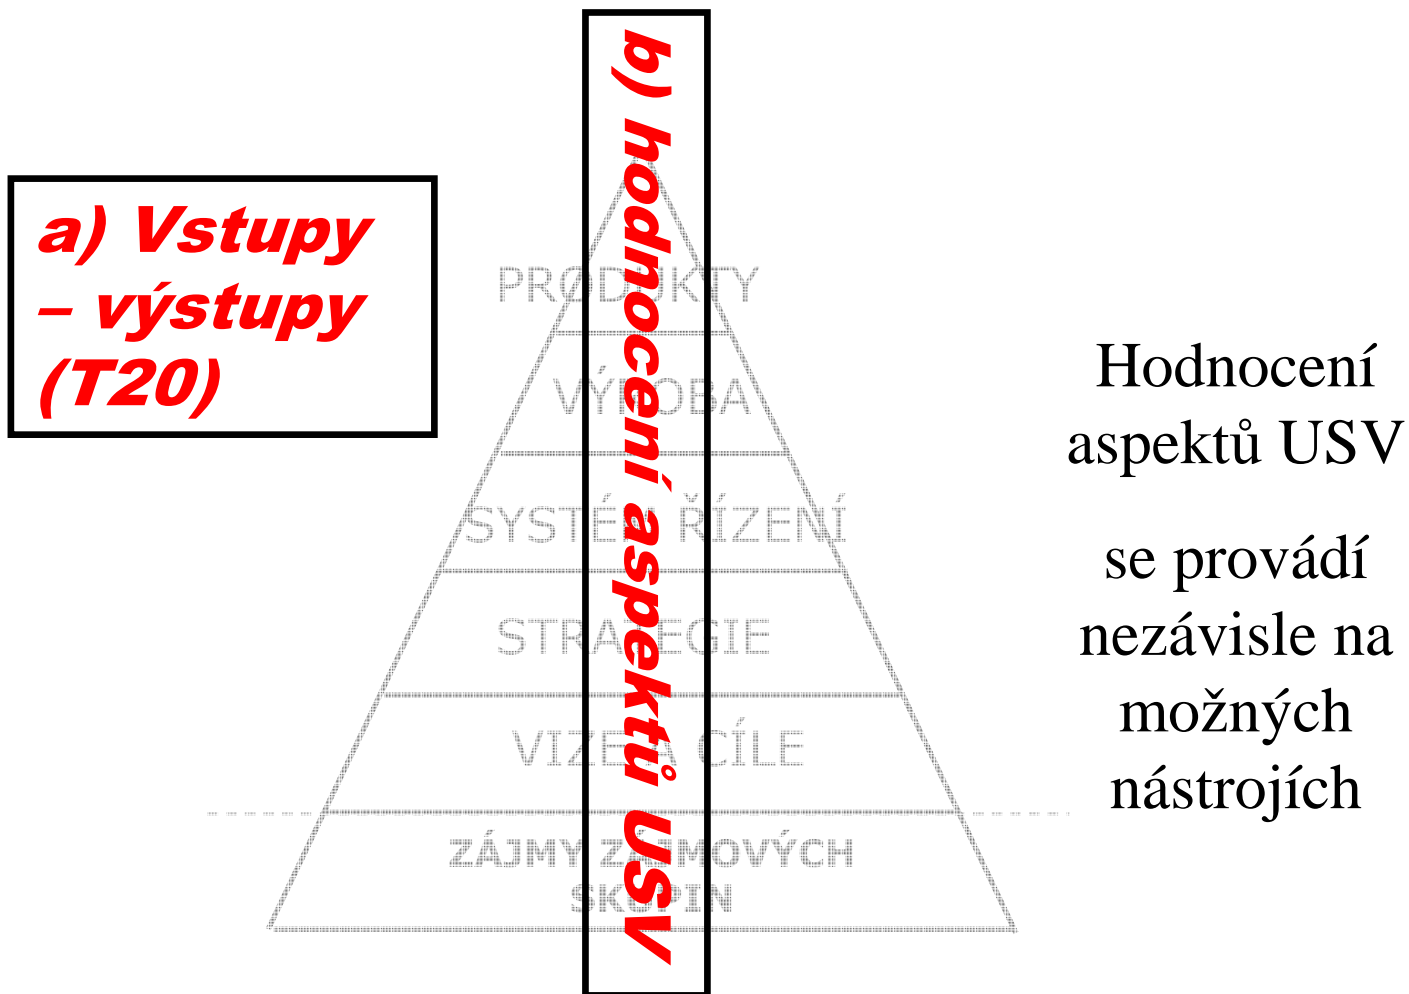 a) Vstupy
– výstupy
(T20)
b) hodnocení aspektů USV
PRODUKTY
VÝROBA
SYSTÉM ŘÍZENÍ
STRATEGIE
VIZE A CÍLE
ZÁJMY ZÁJMOVÝCH
SKUPIN
Hodnocení
aspektů USV
se provádí
nezávisle na
možných
nástrojích